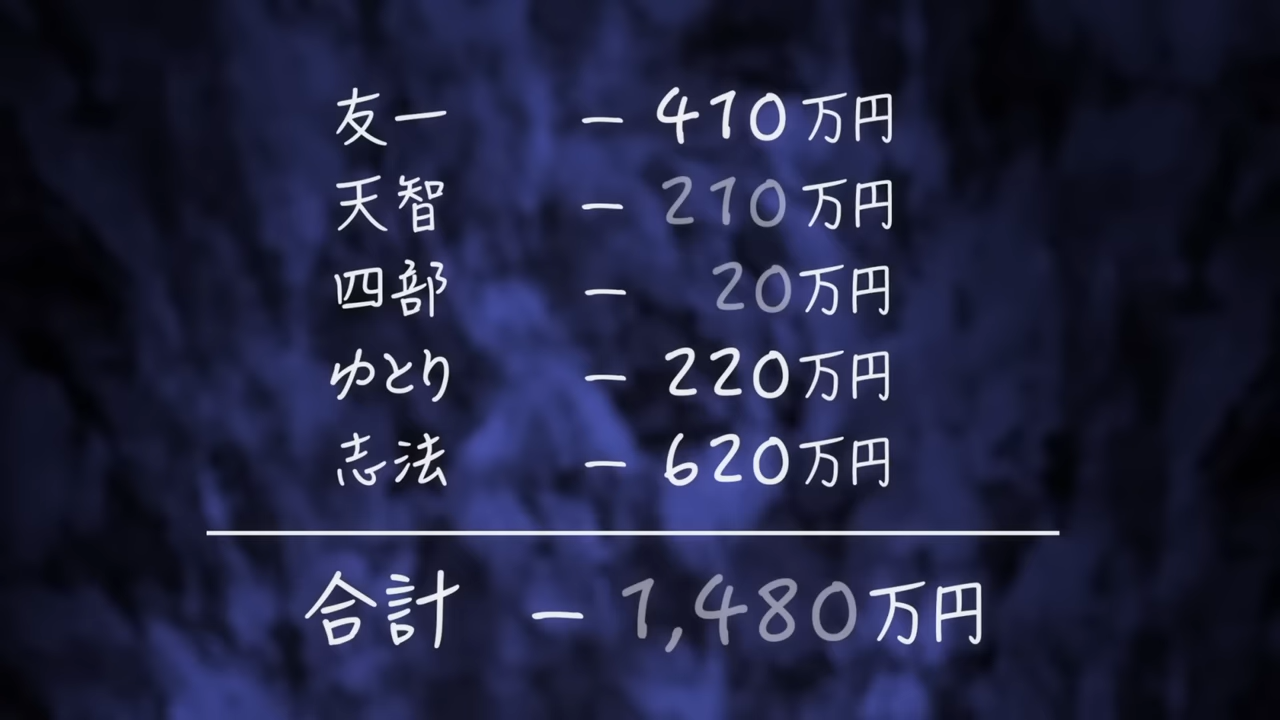 友一 － 410万円
天智 － 210万円
四部 － 20万円
ゆとり － 220万円
志法 － 620万円
合計 － 1,480万円